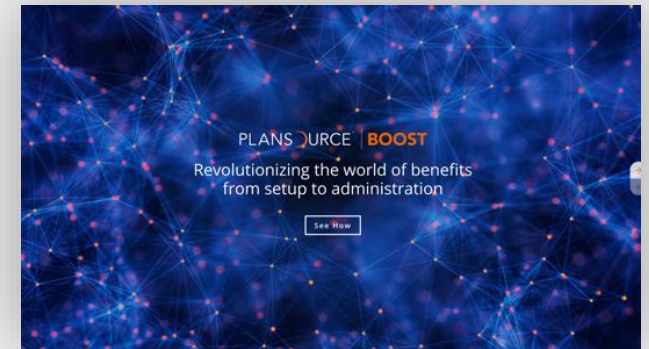 PLANSOURCE | BOOST
Revolutionizing the world of benefits
from setup to administration
See How